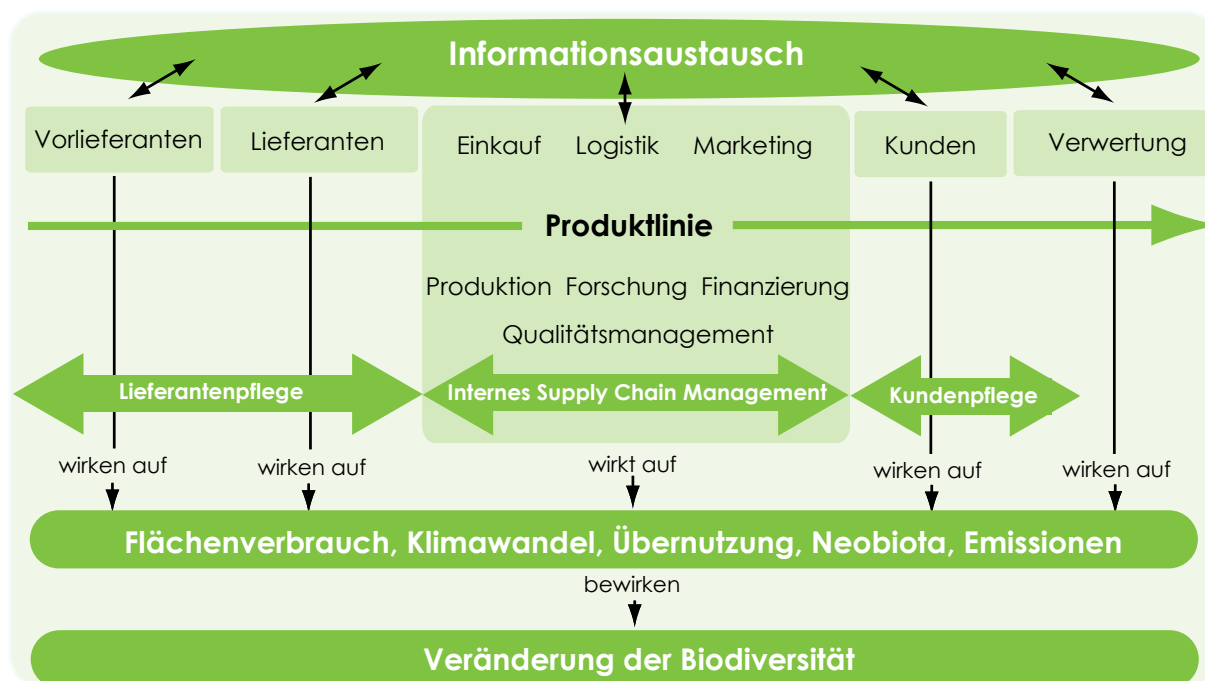 Informationsaustausch
Vorlieferanten
Lieferanten
Einkauf Logistik Marketing
Kunden
Verwertung
Produktlinie
Produktion Forschung Finanzierung
Qualitätsmanagement
Lieferantenpflege
Internes Supply Chain Management
Kundenpflege
wirken auf
wirken auf
wirkt auf
wirken auf
wirken auf
Flächenverbrauch, Klimawandel, Übernutzung, Neobiota, Emissionen
bewirken
Veränderung der Biodiversität